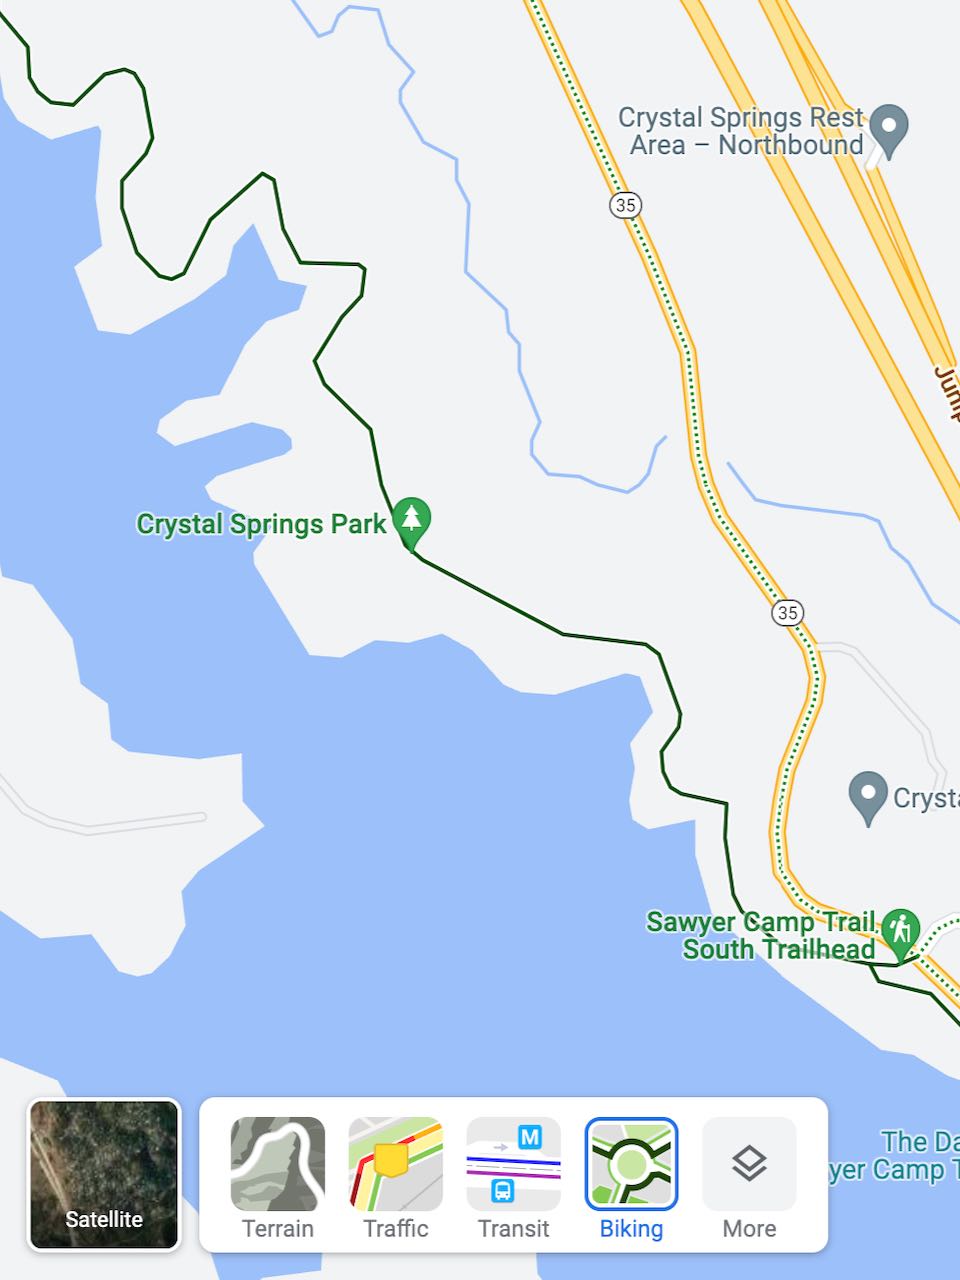 Crystal Springs Rest
Area – Northbound
35
Crystal Springs Park
35
Sawyer Camp Trail,
South Trailhead
Satellite
Terrain
Traffic
M
Transit
Biking
More